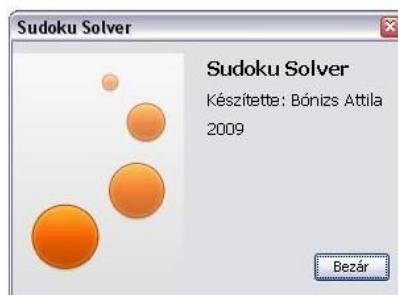 Sudoku Solver
Sudoku Solver
Készítette: Bónizs Attila
2009
Bezár